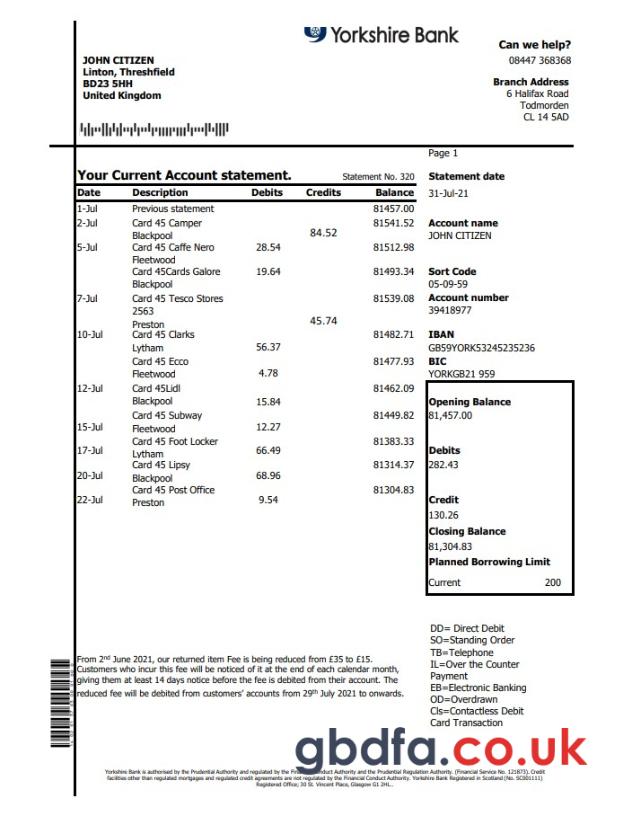 Yorkshire Bank
JOHN CITIZEN
Linton, Threshfield
BD23 5HH
United Kingdom
Can we help?
08447 368368
Branch Address
6 Halifax Road
Todmorden
CL 14 5AD
Page 1
Your Current Account statement. Statement No. 320
Date Description Debits Credits Balance
1-Jul Previous statement 81457.00
2-Jul Card 45 Camper 81541.52
Blackpool 84.52
5-Jul Card 45 Caffe Nero 28.54 81512.98
Fleetwood
Card 45Cards Galore 19.64 81493.34
Blackpool
7-Jul Card 45 Tesco Stores 81539.08
2563
Preston 45.74
10-Jul Card 45 Clarks 81482.71
Lytham 56.37
Card 45 Ecco 81477.93
Fleetwood 4.78
12-Jul Card 45Lidl 81462.09
Blackpool 15.84
Card 45 Subway 81449.82
15-Jul Fleetwood 12.27
Card 45 Foot Locker 81383.33
17-Jul Lytham 66.49
Card 45 Lipsy 81314.37
20-Jul Blackpool 68.96
Card 45 Post Office 81304.83
22-Jul Preston 9.54
Statement date
31-Jul-21
Account name
JOHN CITIZEN
Sort Code
05-09-59
Account number
39418977
IBAN
GB59YORK53245235236
BIC
YORKGB21 959
Opening Balance
81,457.00
Debits
282.43
Credit
130.26
Closing Balance
81,304.83
Planned Borrowing Limit
Current 200
DD= Direct Debit
SO=Standing Order
TB=Telephone
IL=Over the Counter
Payment
EB=Electronic Banking
OD=Overdrawn
Cls=Contactless Debit
Card Transaction
From 2nd June 2021, our returned item Fee is being reduced from £35 to £15.
Customers who incur this fee will be noticed of it at the end of each calendar month,
giving them at least 14 days notice before the fee is debited from their account. The
reduced fee will be debited from customers' accounts from 29th July 2021 to onwards.
gbdfa.co.uk
Yorkshire Bank is authorised by the Prudential Authority and regulated by the Conduct Authority and the Prudential Regulation Authority. (Financial Service No. 121873). Credit
facilities other than regulated mortgages and regulated credit agreements are not regulated by the Financial Conduct Authority. Yorkshire Bank Registered in Scotland (No. SC001111)
Registered Office; 30 St. Vincent Place, Glasgow G1 2HL..